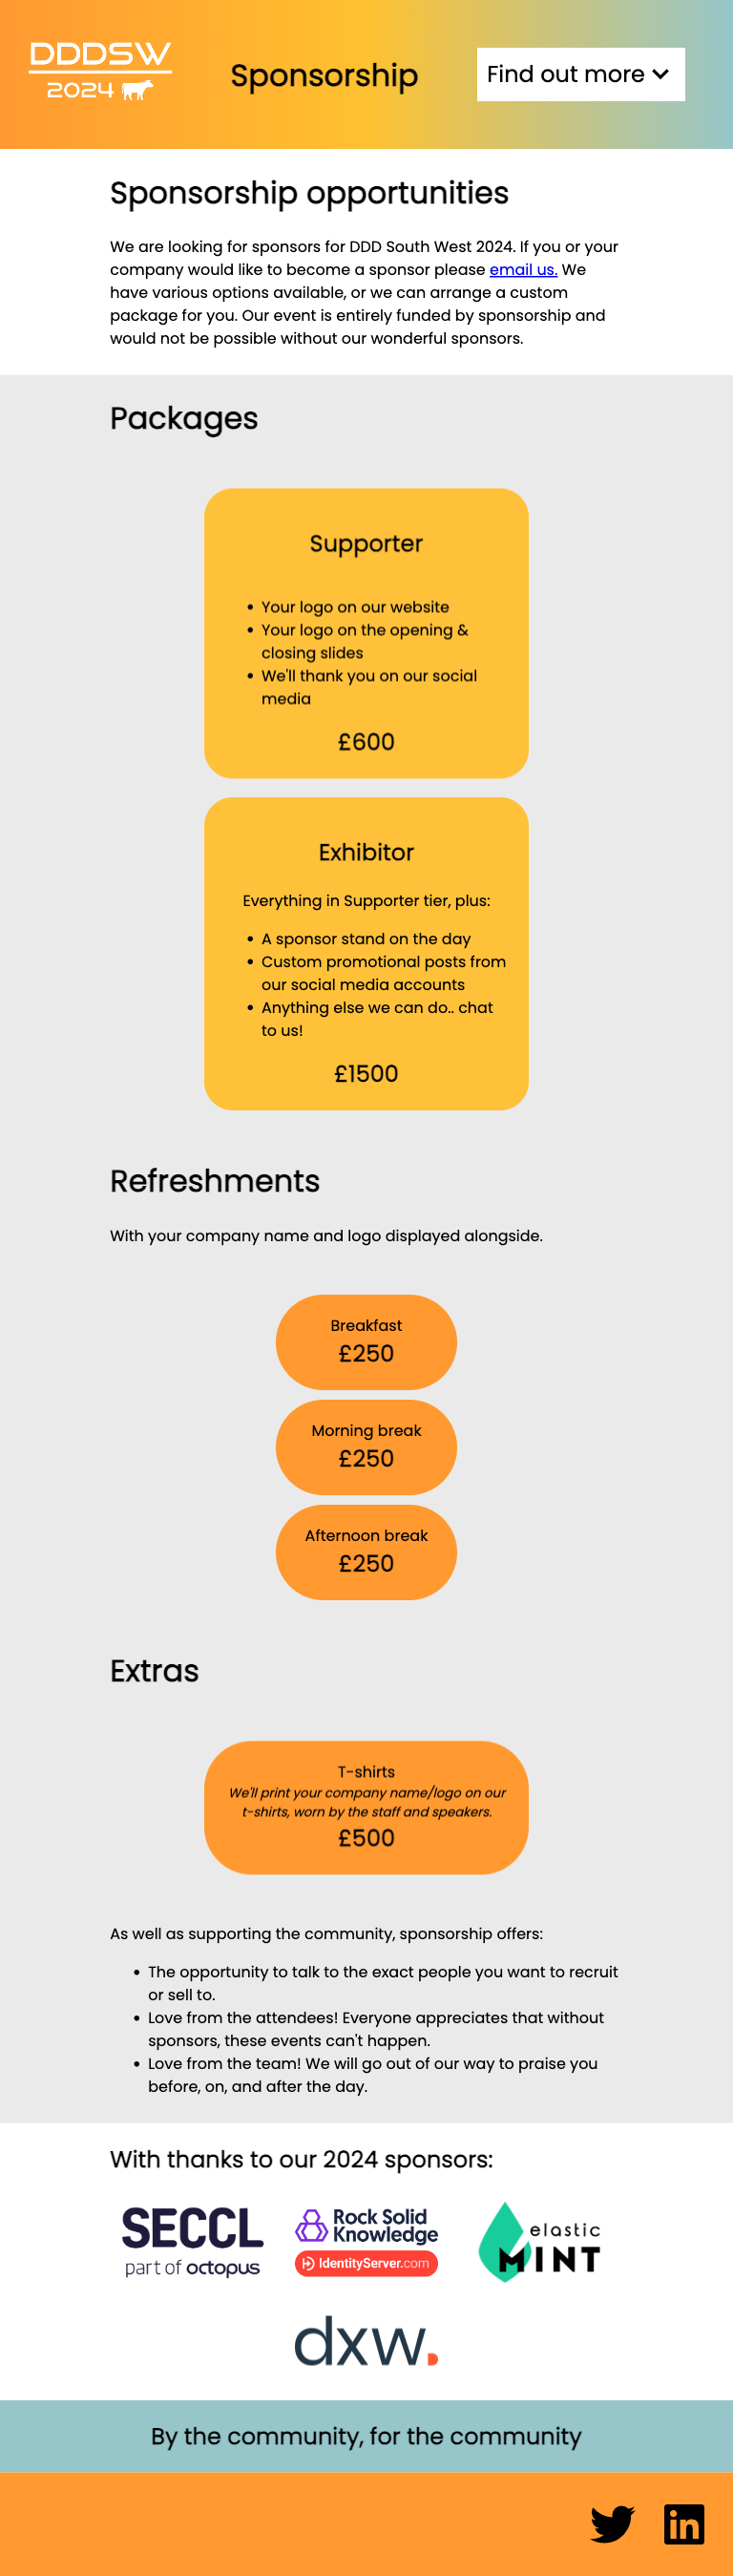 DDDSW
2024
Sponsorship
Find out more
Sponsorship opportunities
We are looking for sponsors for DDD South West 2024. If you or your
company would like to become a sponsor please email us. We
have various options available, or we can arrange a custom
package for you. Our event is entirely funded by sponsorship and
would not be possible without our wonderful sponsors.
Packages
Supporter
• Your logo on our website
• Your logo on the opening &
closing slides
• We'll thank you on our social
media
£600
Exhibitor
Everything in Supporter tier, plus:
• A sponsor stand on the day
• Custom promotional posts from
our social media accounts
• Anything else we can do.. chat
to us!
£1500
Refreshments
With your company name and logo displayed alongside.
Breakfast
£250
Morning break
£250
Afternoon break
£250
Extras
T-shirts
We'll print your company name/logo on our
t-shirts, worn by the staff and speakers.
£500
As well as supporting the community, sponsorship offers:
• The opportunity to talk to the exact people you want to recruit
or sell to.
• Love from the attendees! Everyone appreciates that without
sponsors, these events can't happen.
• Love from the team! We will go out of our way to praise you
before, on, and after the day.
With thanks to our 2024 sponsors:
SECCL
part of octopus
Rock Solid
Knowledge
IdentityServer.com
elastic
MINT
dxw.
By the community, for the community
in